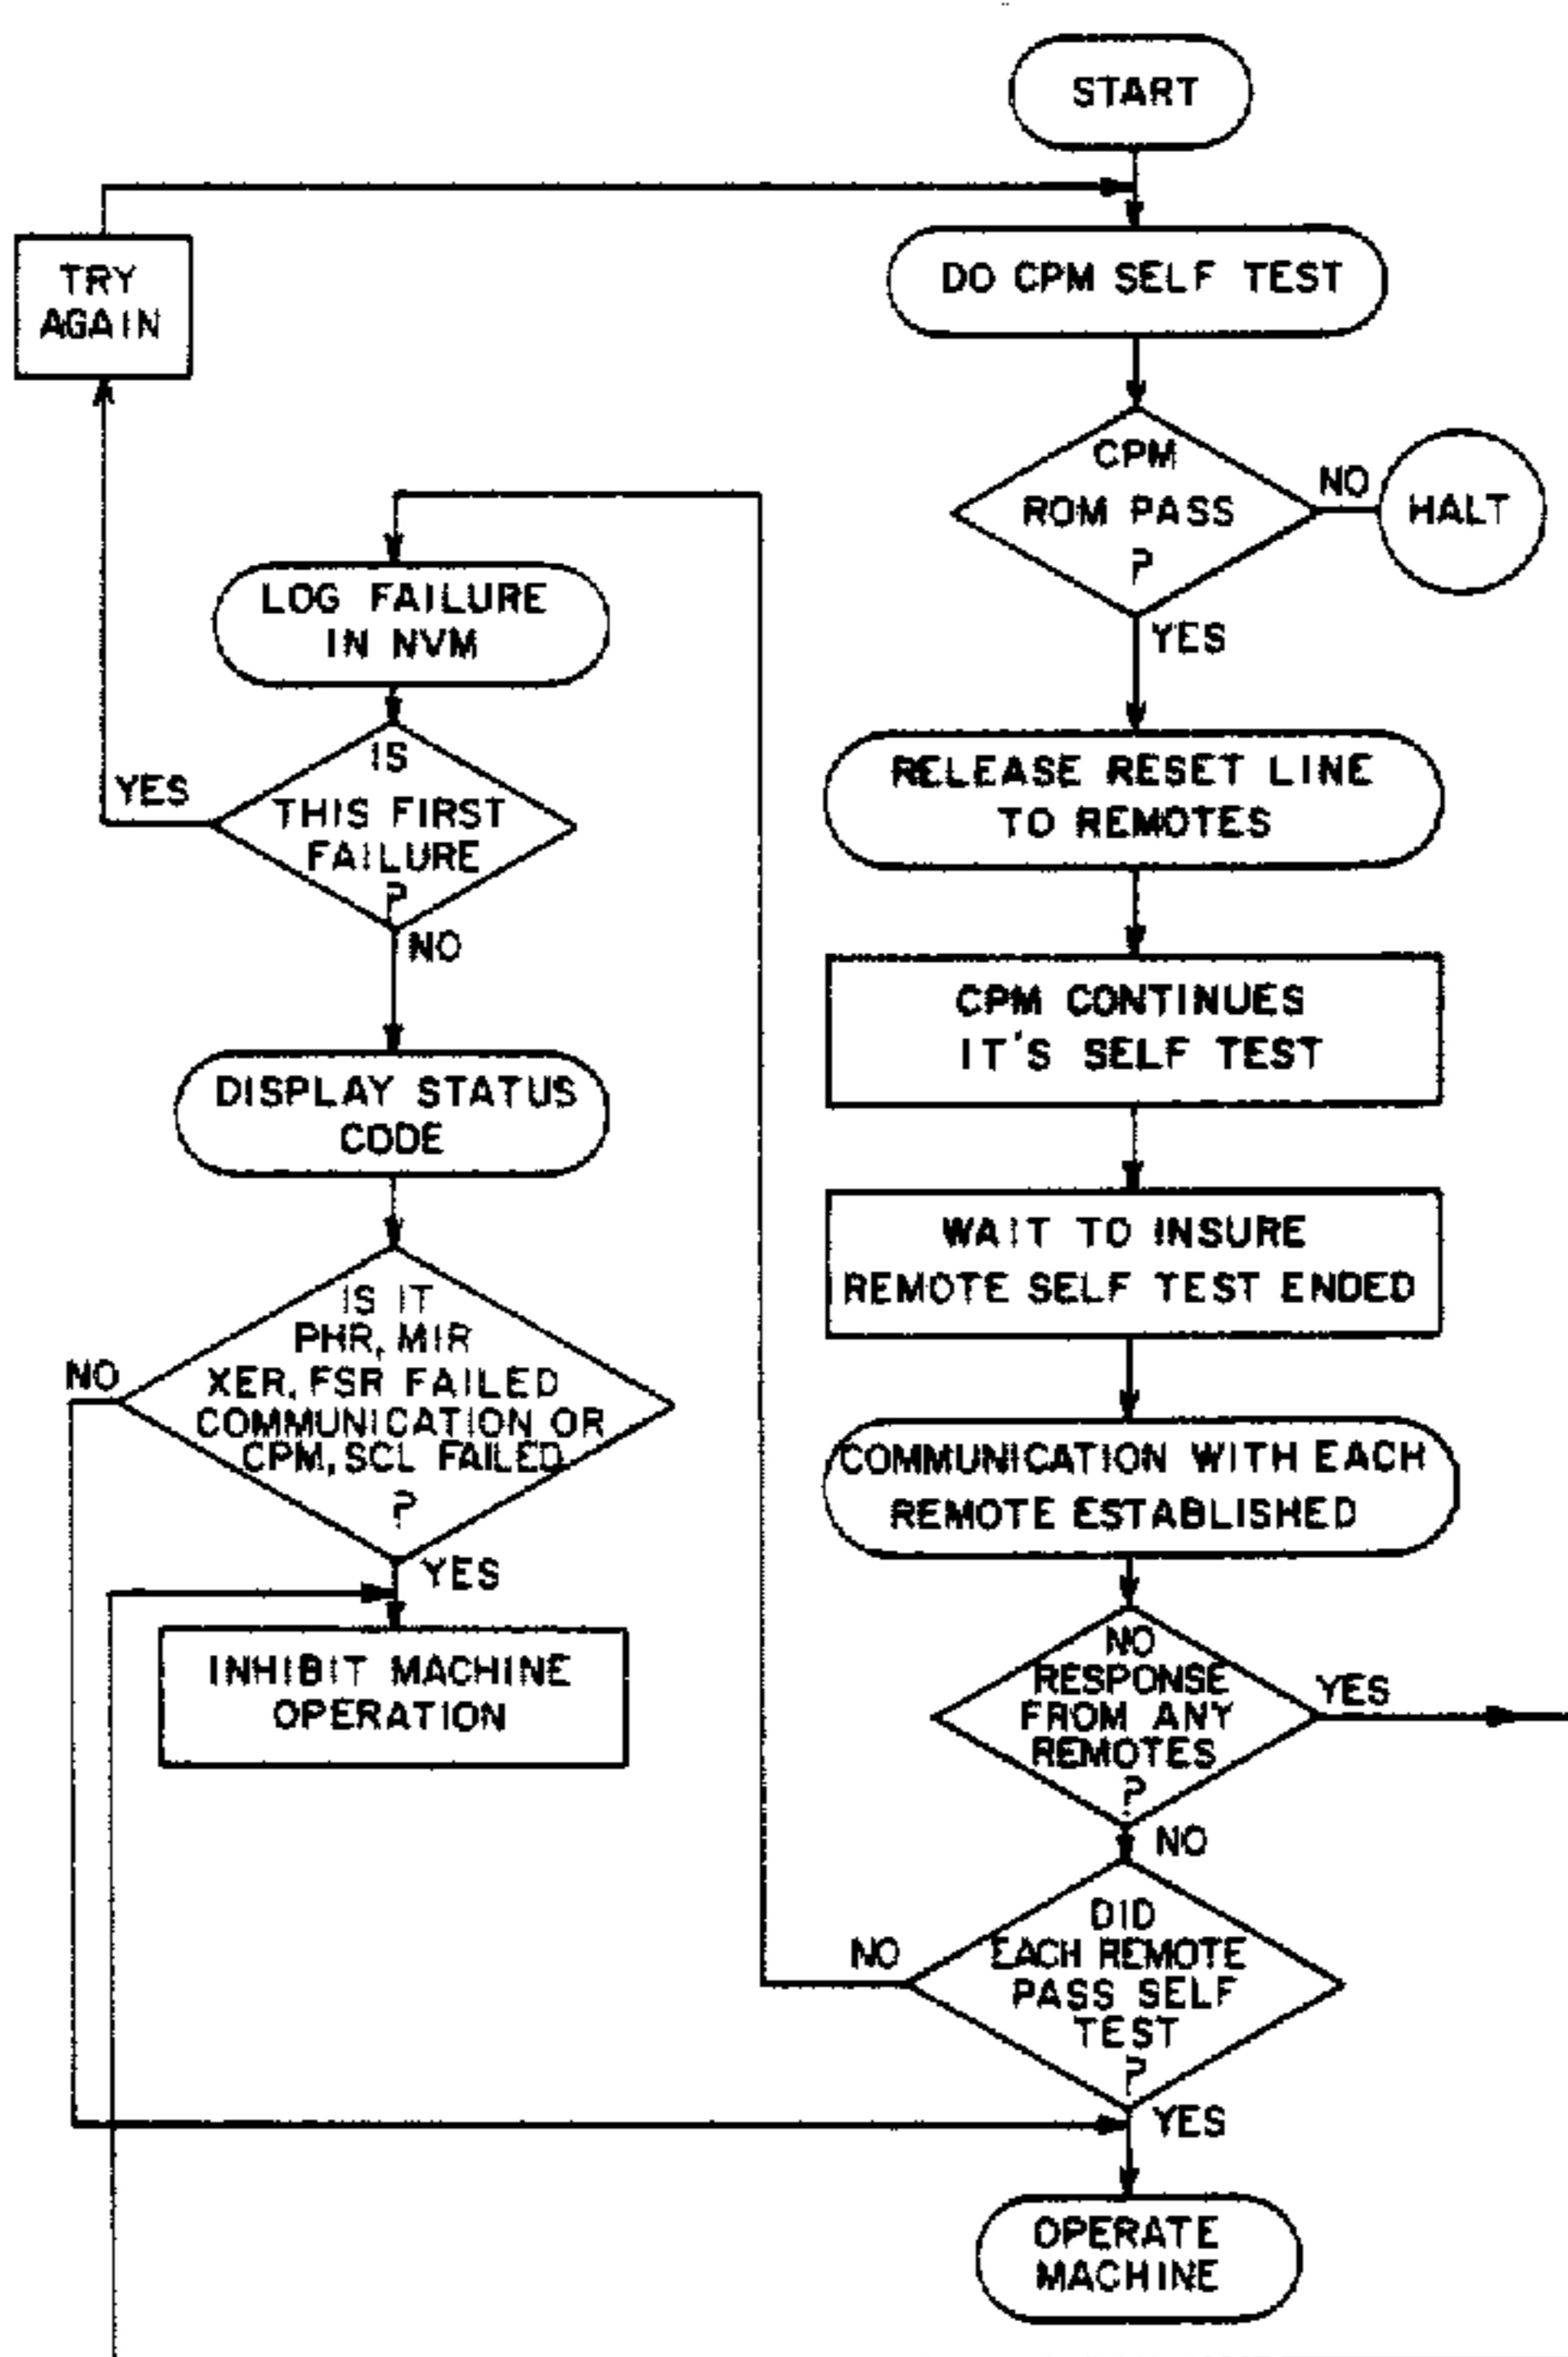 START
TRY
AGAIN
DO CPM SELF TEST
CPM
ROM PASS
?
NO
HALT
YES
LOG FAILURE
IN NVM
IS
THIS FIRST
FAILURE
?
YES
NO
RELEASE RESET LINE
TO REMOTES
CPM CONTINUES
IT'S SELF TEST
DISPLAY STATUS
CODE
WAIT TO INSURE
REMOTE SELF TEST ENDED
IS IT
PHR, MIR
XER, FSR FAILED
COMMUNICATION OR
CPM, SCL FAILED
?
NO
YES
COMMUNICATION WITH EACH
REMOTE ESTABLISHED
INHIBIT MACHINE
OPERATION
NO
RESPONSE
FROM ANY
REMOTES
?
YES
NO
DID
EACH REMOTE
PASS SELF
TEST
?
NO
YES
OPERATE
MACHINE